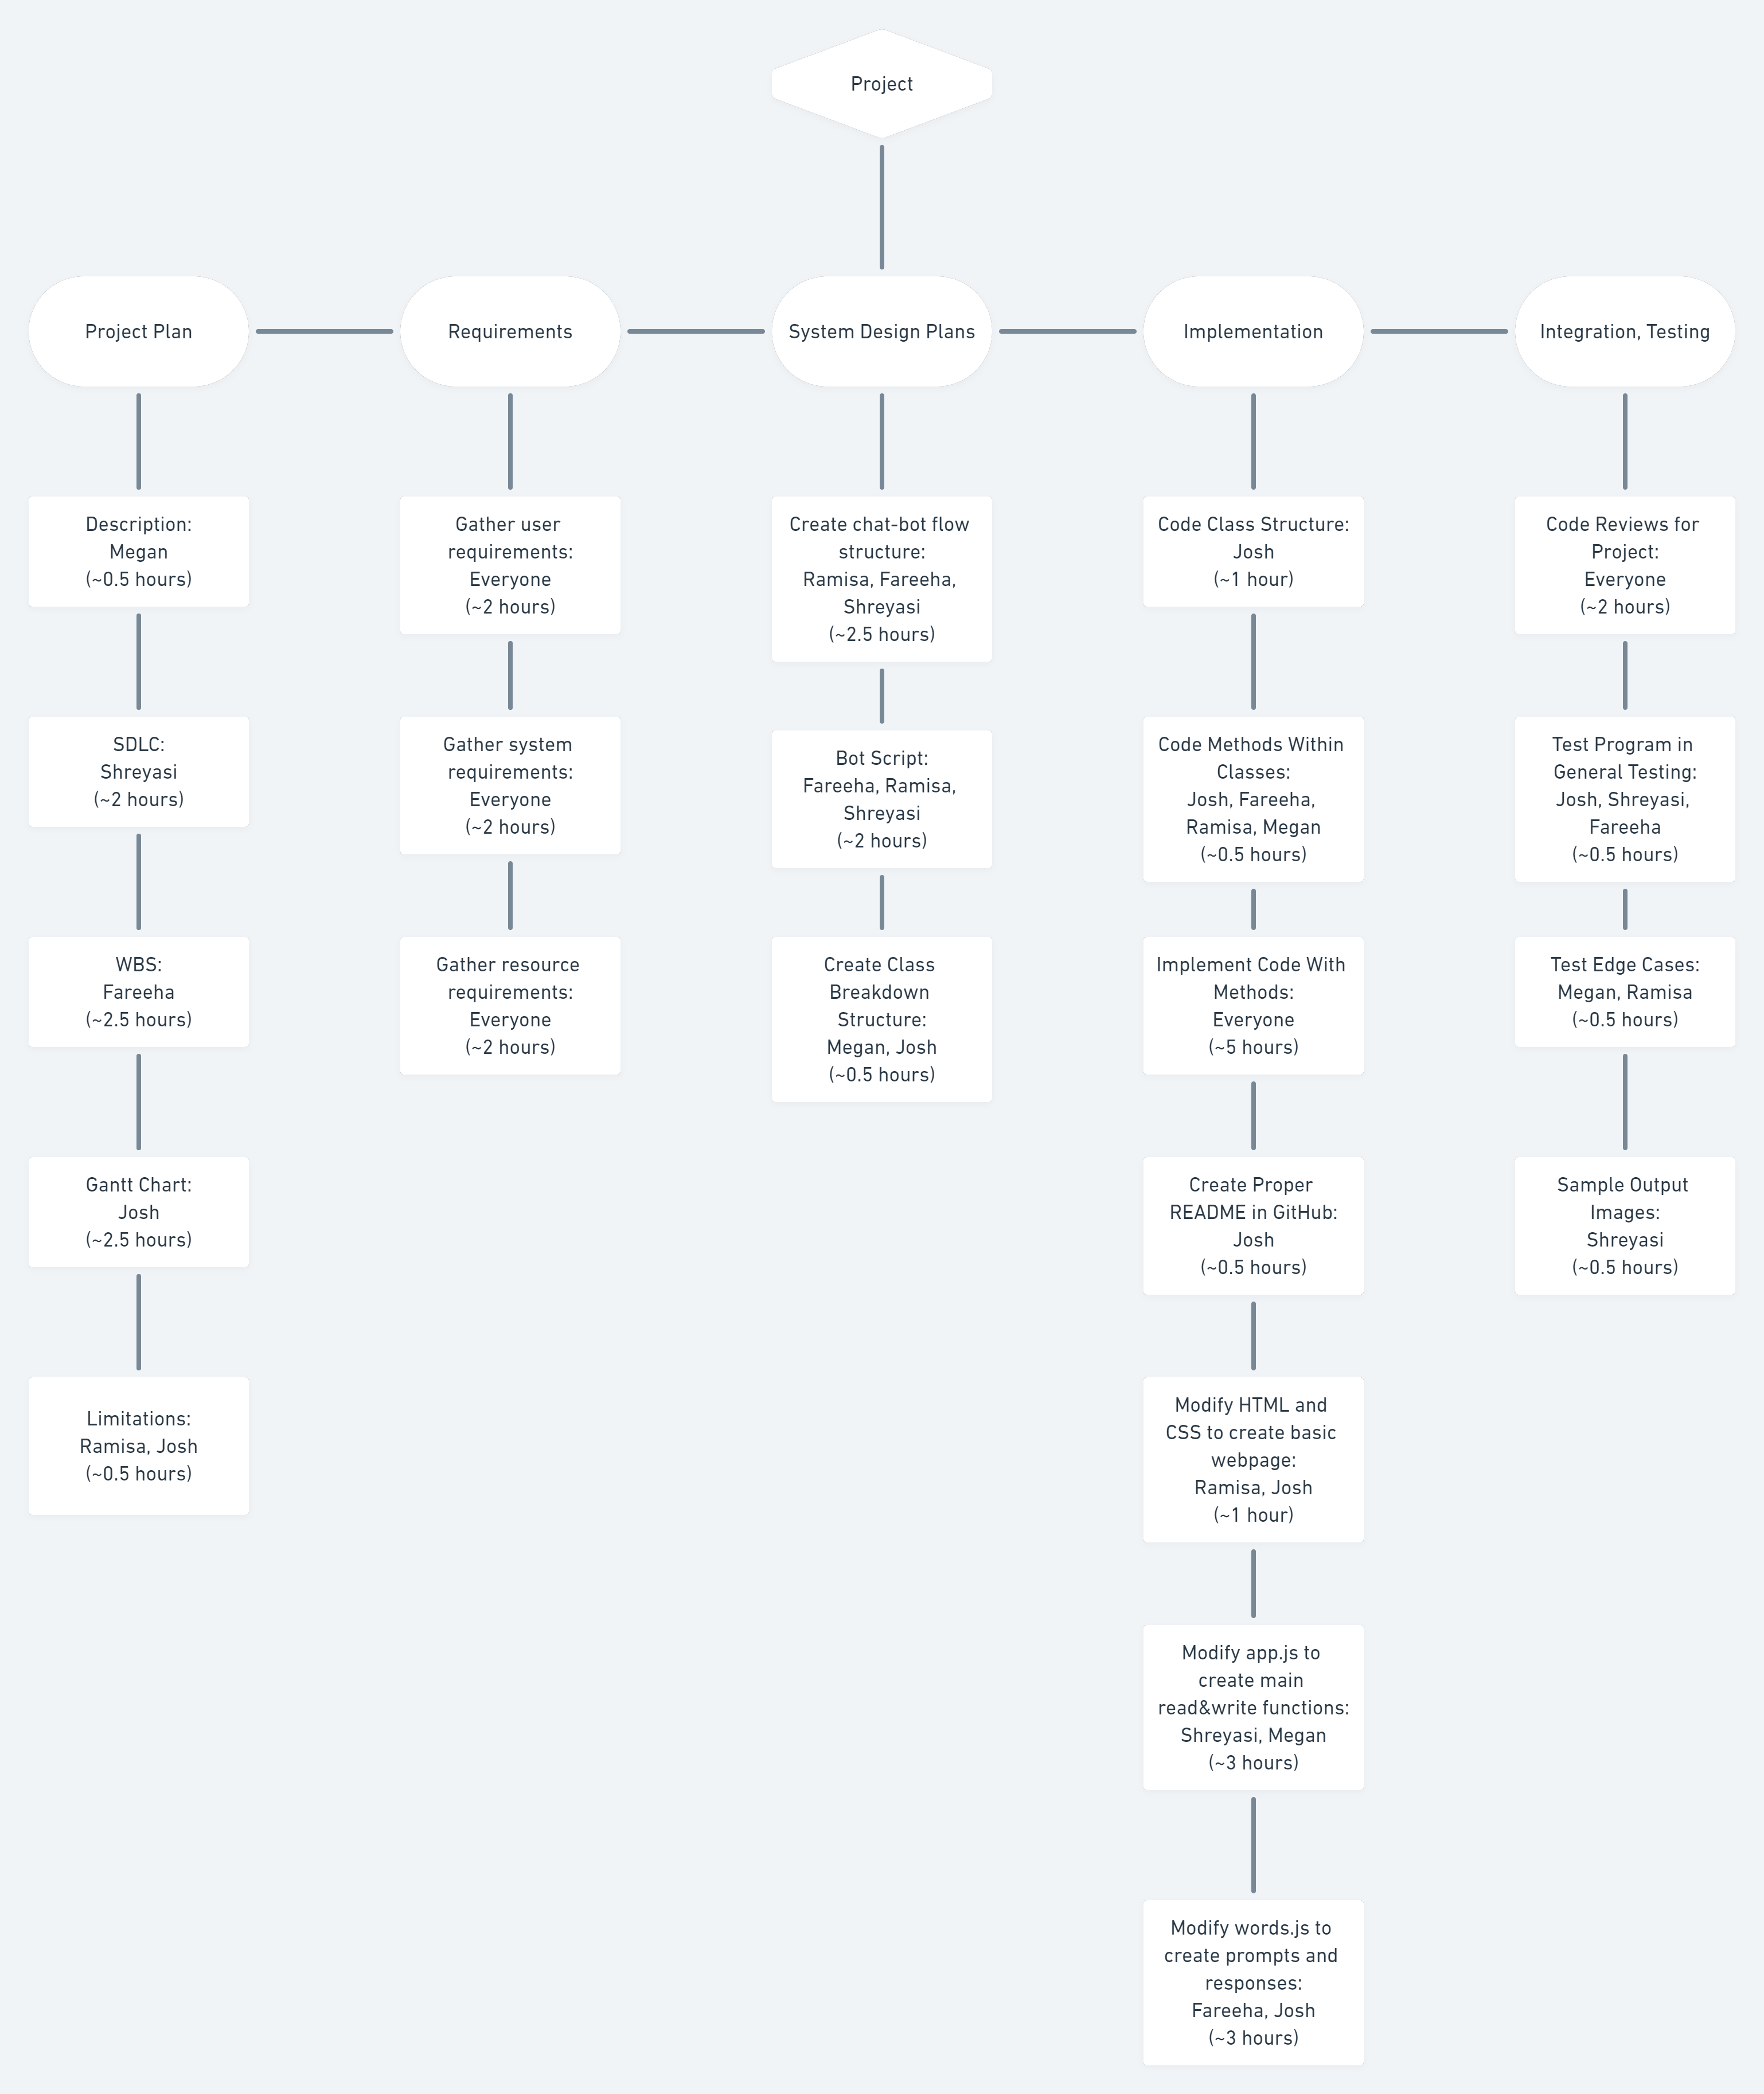 Project
Project Plan
Requirements
System Design Plans
Implementation
Integration, Testing
Description:
Megan
(~0.5 hours)
SDLC:
Shreyasi
(~2 hours)
WBS:
Fareeha
(~2.5 hours)
Gantt Chart:
Josh
(~2.5 hours)
Limitations:
Ramisa, Josh
(~0.5 hours)
Gather user
requirements:
Everyone
(~2 hours)
Gather system
requirements:
Everyone
(~2 hours)
Gather resource
requirements:
Everyone
(~2 hours)
Create chat-bot flow
structure:
Ramisa, Fareeha,
Shreyasi
(~2.5 hours)
Bot Script:
Fareeha, Ramisa,
Shreyasi
(~2 hours)
Create Class
Breakdown
Structure:
Megan, Josh
(~0.5 hours)
Code Class Structure:
Josh
(~1 hour)
Code Methods Within
Classes:
Josh, Fareeha,
Ramisa, Megan
(~0.5 hours)
Implement Code With
Methods:
Everyone
(~5 hours)
Create Proper
README in GitHub:
Josh
(~0.5 hours)
Modify HTML and
CSS to create basic
webpage:
Ramisa, Josh
(~1 hour)
Modify app.js to
create main
read&write functions:
Shreyasi, Megan
(~3 hours)
Modify words.js to
create prompts and
responses:
Fareeha, Josh
(~3 hours)
Code Reviews for
Project:
Everyone
(~2 hours)
Test Program in
General Testing:
Josh, Shreyasi,
Fareeha
(~0.5 hours)
Test Edge Cases:
Megan, Ramisa
(~0.5 hours)
Sample Output
Images:
Shreyasi
(~0.5 hours)